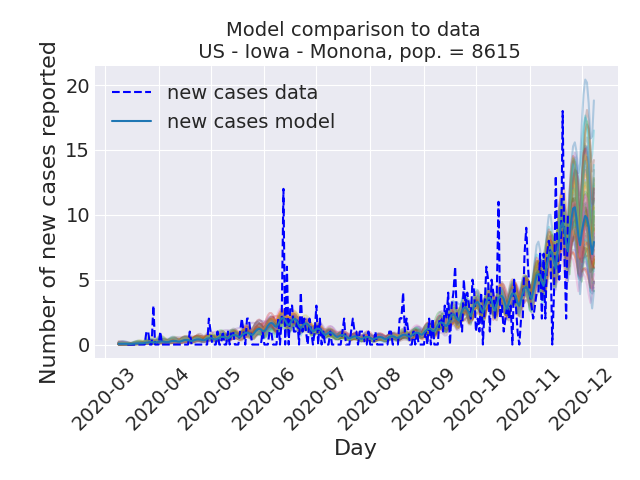 Model comparison to data
US - Iowa - Monona, pop. = 8615
Number of new cases reported
20
15
10
5
0
new cases data
new cases model
2020-03
2020-04
2020-05
2020-06
2020-07
2020-08
2020-09
2020-10
2020-11
2020-12
Day